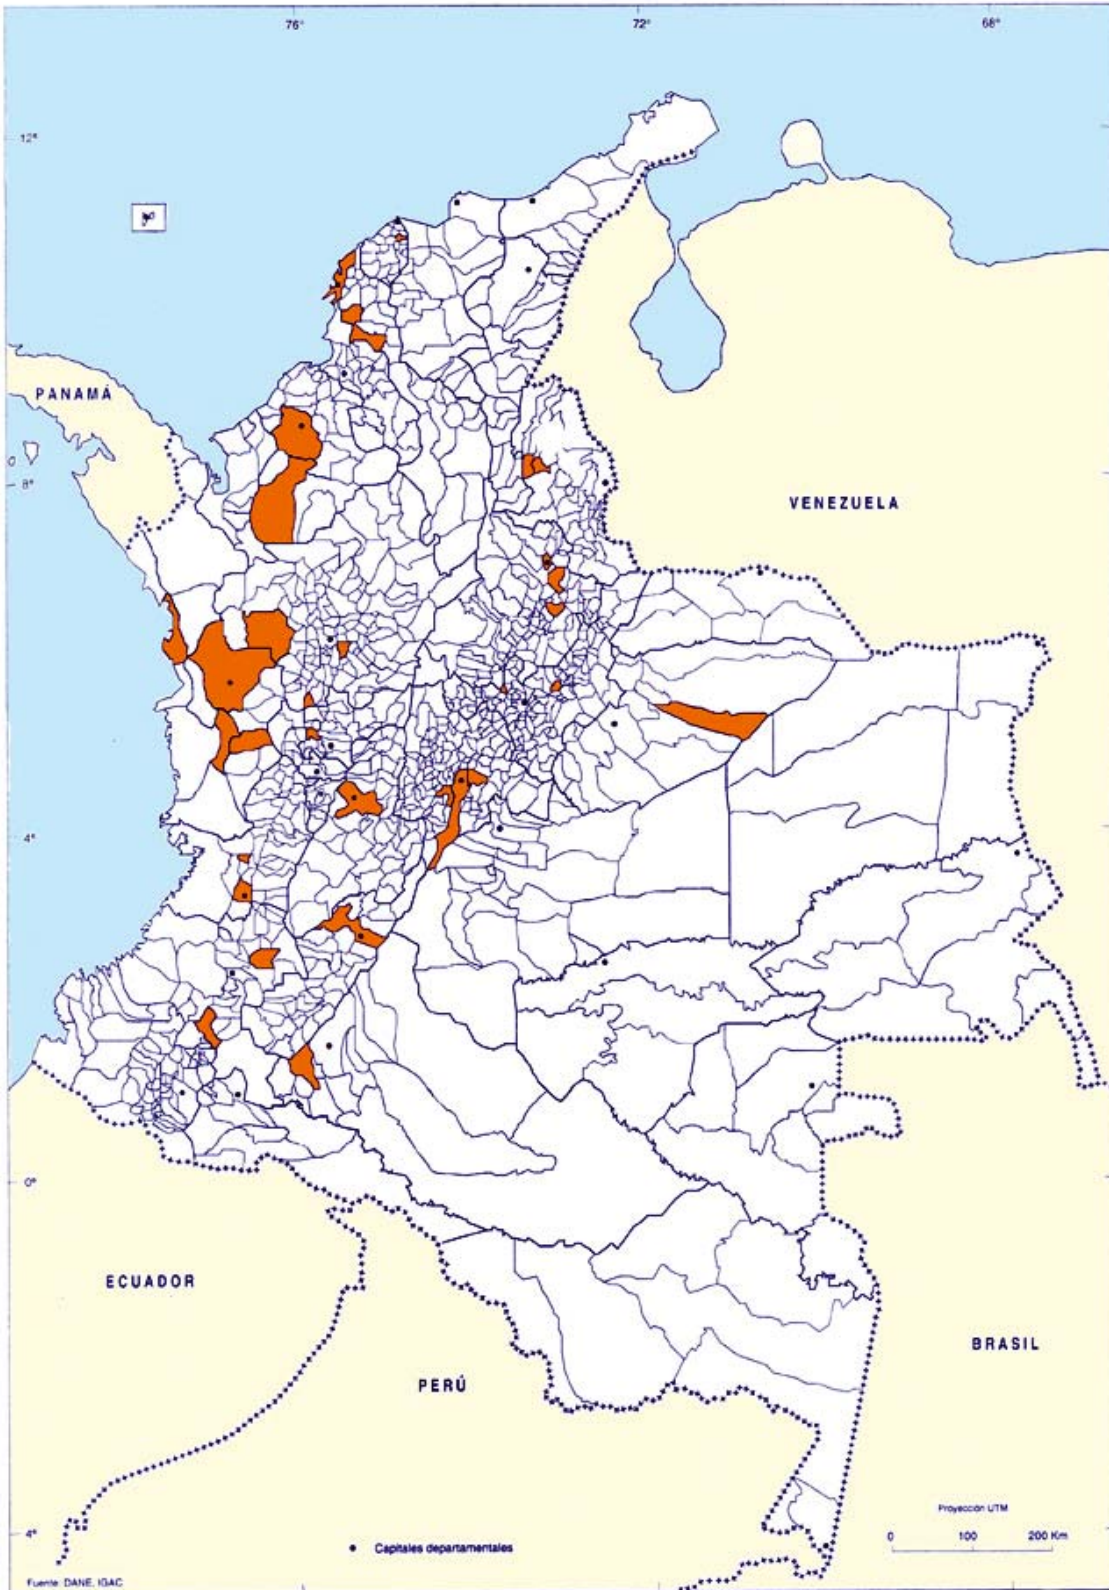 76°
72°
68°
12°
PANAMÁ
8°
VENEZUELA
4°
0°
ECUADOR
BRASIL
PERÚ
Proyección UTM
0 100 200 Km
4°
Capitales departamentales
Fuente: DANE, IGAC